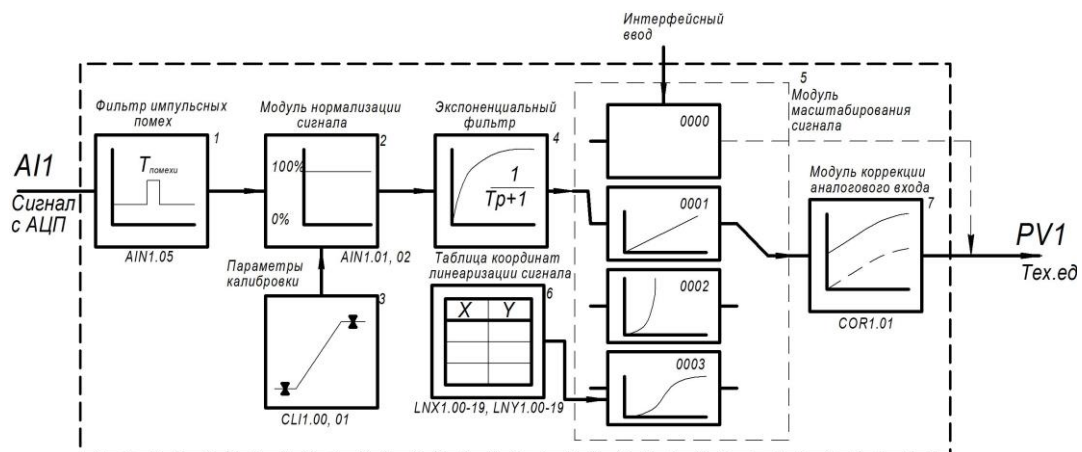 Интерфейсный
ввод
5
Модуль
масштабирования
сигнала
Фильтр импульсных
помех
1
Модуль нормализации
сигнала
2
Экспоненциальный
фильтр
4
0000
AI1
Сигнал
с АЦП
Tпомехи
100%
0%
1
Tp+1
0001
Модуль коррекции
аналогового входа
7
PV1
Тех.ед
AIN1.05
AIN1.01, 02
Параметры
калибровки
3
Таблица координат
линеаризации сигнала
6
X Y
0002
COR1.01
0003
CLI1.00, 01
LNX1.00-19, LNY1.00-19